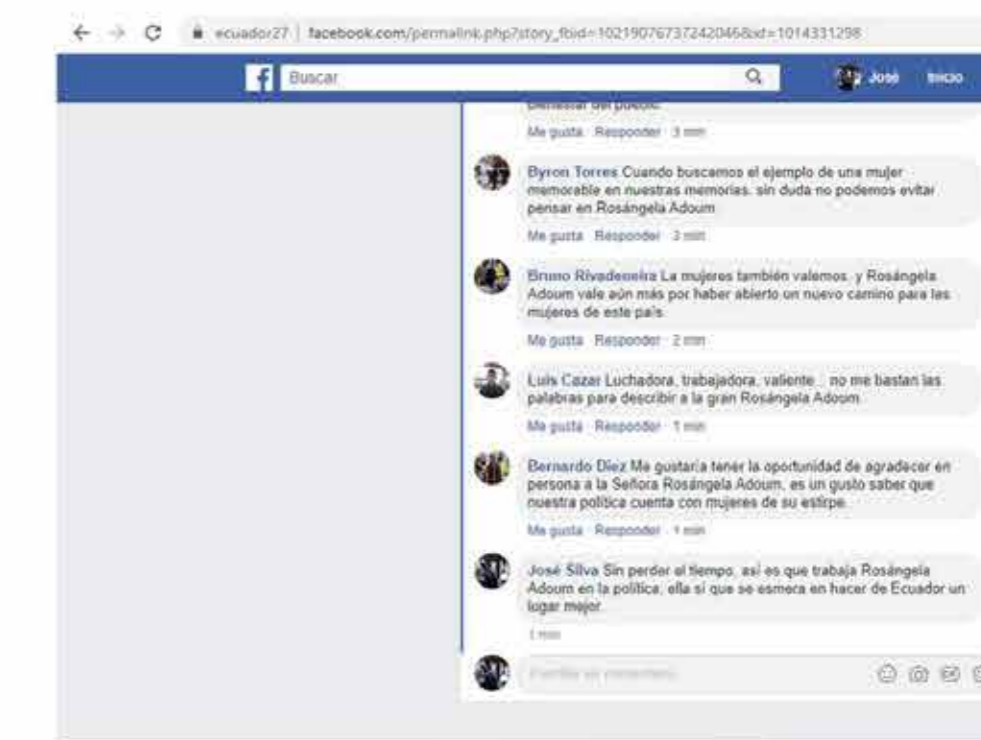 ecuador27 | facebook.com/permalink.php?story_fbid=10219076737242046&id=1014331298
f Buscar José Inicio
bienestar del pueblo.
Me gusta · Responder · 3 min
Byron Torres Cuando buscamos el ejemplo de una mujer
memorable en nuestras memorias, sin duda no podemos evitar
pensar en Rosángela Adoum
Me gusta · Responder · 3 min
Bruno Rivadeneira La mujeres también valemos, y Rosángela
Adoum vale aún más por haber abierto un nuevo camino para las
mujeres de este país.
Me gusta · Responder · 2 min
Luis Cazar Luchadora, trabajadora, valiente... no me bastan las
palabras para describir a la gran Rosángela Adoum.
Me gusta · Responder · 1 min
Bernardo Diez Me gustaría tener la oportunidad de agradecer en
persona a la Señora Rosángela Adoum, es un gusto saber que
nuestra política cuenta con mujeres de su estirpe.
Me gusta · Responder · 1 min
José Silva Sin perder el tiempo, así es que trabaja Rosángela
Adoum en la política, ella sí que se esmera en hacer de Ecuador un
lugar mejor.
1 min
Escribe un comentario...